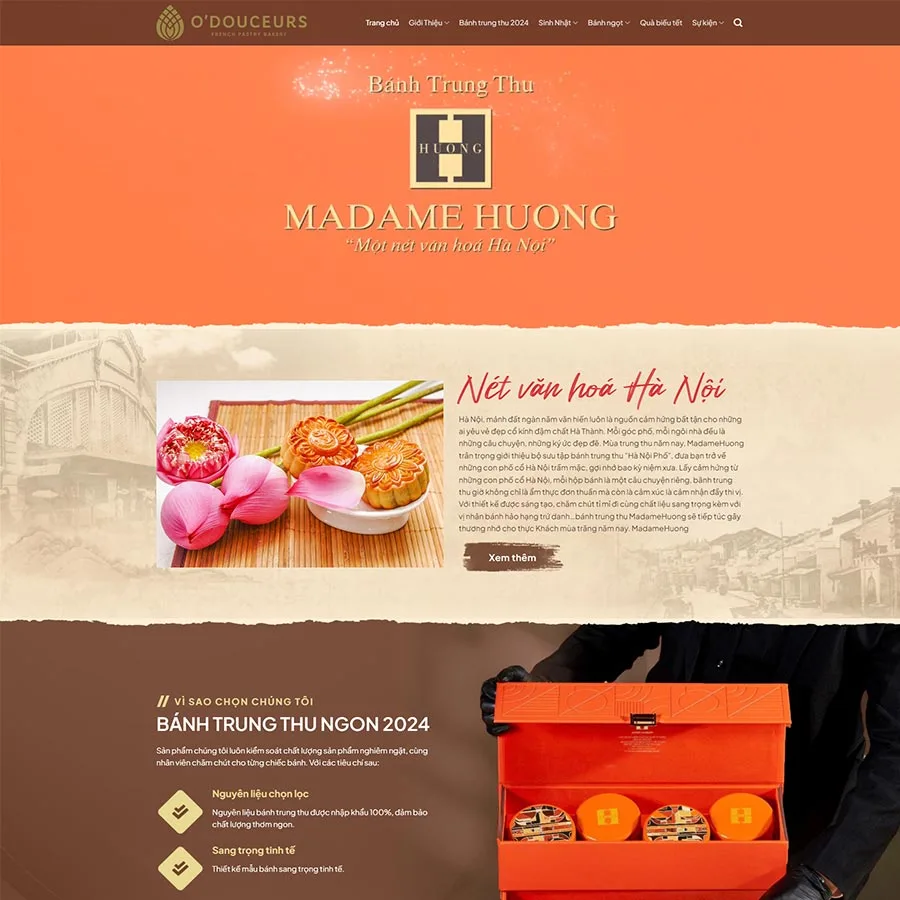 O'DOUCEURS
FRENCH PASTRY BAKERY
Trang chủ Giới Thiệu Bánh trung thu 2024 Sinh Nhật Bánh ngọt Quà biếu tết Sự kiện
Bánh Trung Thu
HUONG
MADAME HUONG
“Một nét văn hoá Hà Nội”
Nét văn hoá Hà Nội
Hà Nội, mảnh đất ngàn năm văn hiến luôn là nguồn cảm hứng bất tận cho những
ai yêu vẻ đẹp cổ kính đậm chất Hà Thành. Mỗi góc phố, mỗi ngôi nhà đều là
những câu chuyện, những ký ức đẹp đẽ. Mùa trung thu năm nay, MadameHuong
trân trọng giới thiệu bộ sưu tập bánh trung thu “Hà Nội Phố”, đưa bạn trở về
những con phố cổ Hà Nội trầm mặc, gợi nhớ bao kỷ niệm xưa. Lấy cảm hứng từ
những con phố cổ Hà Nội, mỗi hộp bánh là một câu chuyện riêng. bánh trung
thu giờ không chỉ là ẩm thực đơn thuần mà còn là cảm xúc là cảm nhận đầy thi vị.
Với thiết kế được sáng tạo, chăm chút tỉ mỉ đi cùng chất liệu sang trọng kèm với
vị nhân bánh hảo hạng trứ danh...bánh trung thu MadameHuong sẽ tiếp tục gây
thương nhớ cho thực Khách mùa trăng năm nay. MadameHuong
Xem thêm
VÌ SAO CHỌN CHÚNG TÔI
BÁNH TRUNG THU NGON 2024
Sản phẩm chúng tôi luôn kiểm soát chất lượng sản phẩm nghiêm ngặt, cùng
nhân viên chăm chút cho từng chiếc bánh. Với các tiêu chí sau:
Nguyên liệu chọn lọc
Nguyên liệu bánh trung thu được nhập khẩu 100%, đảm bảo
chất lượng thơm ngon.
Sang trọng tinh tế
Thiết kế mẫu bánh sang trọng tinh tế.